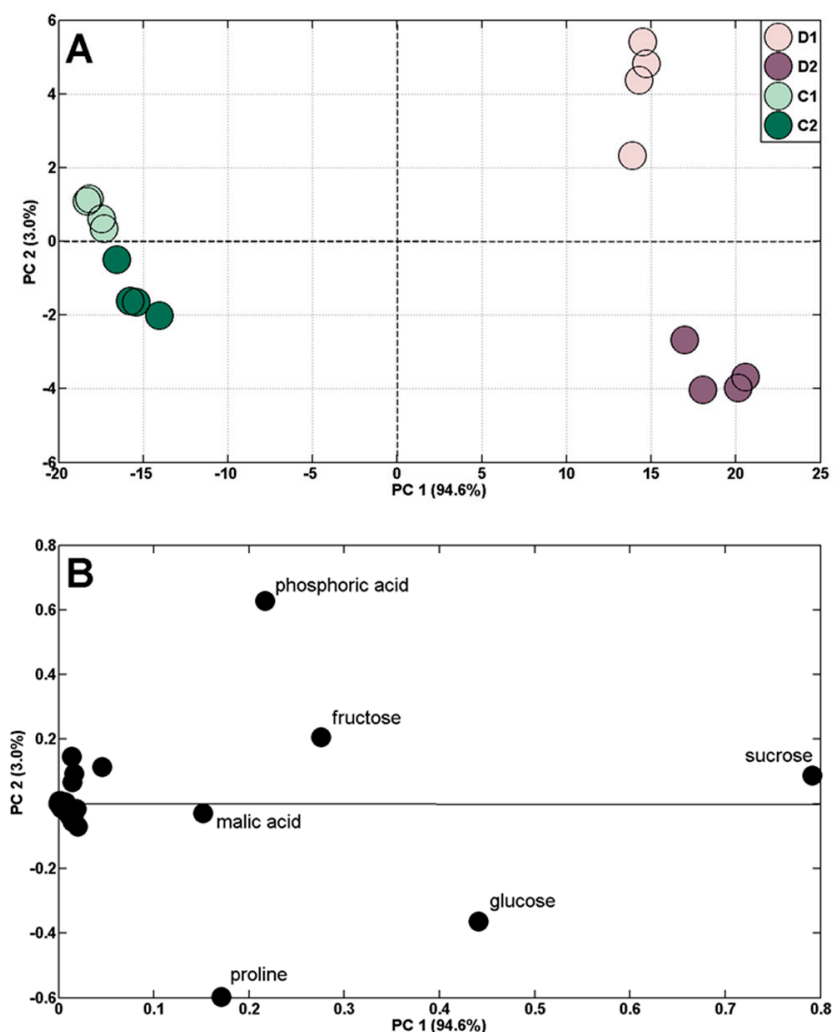 A
D1
D2
C1
C2
6
4
2
0
-2
-4
-6
PC 2 (3.0%)
-20 -15 -10 -5 0 5 10 15 20 25
PC 1 (94.6%)
B
0.8
0.6
0.4
0.2
0
-0.2
-0.4
-0.6
PC 2 (3.0%)
phosphoric acid
fructose
sucrose
malic acid
glucose
proline
0 0.1 0.2 0.3 0.4 0.5 0.6 0.7 0.8
PC 1 (94.6%)